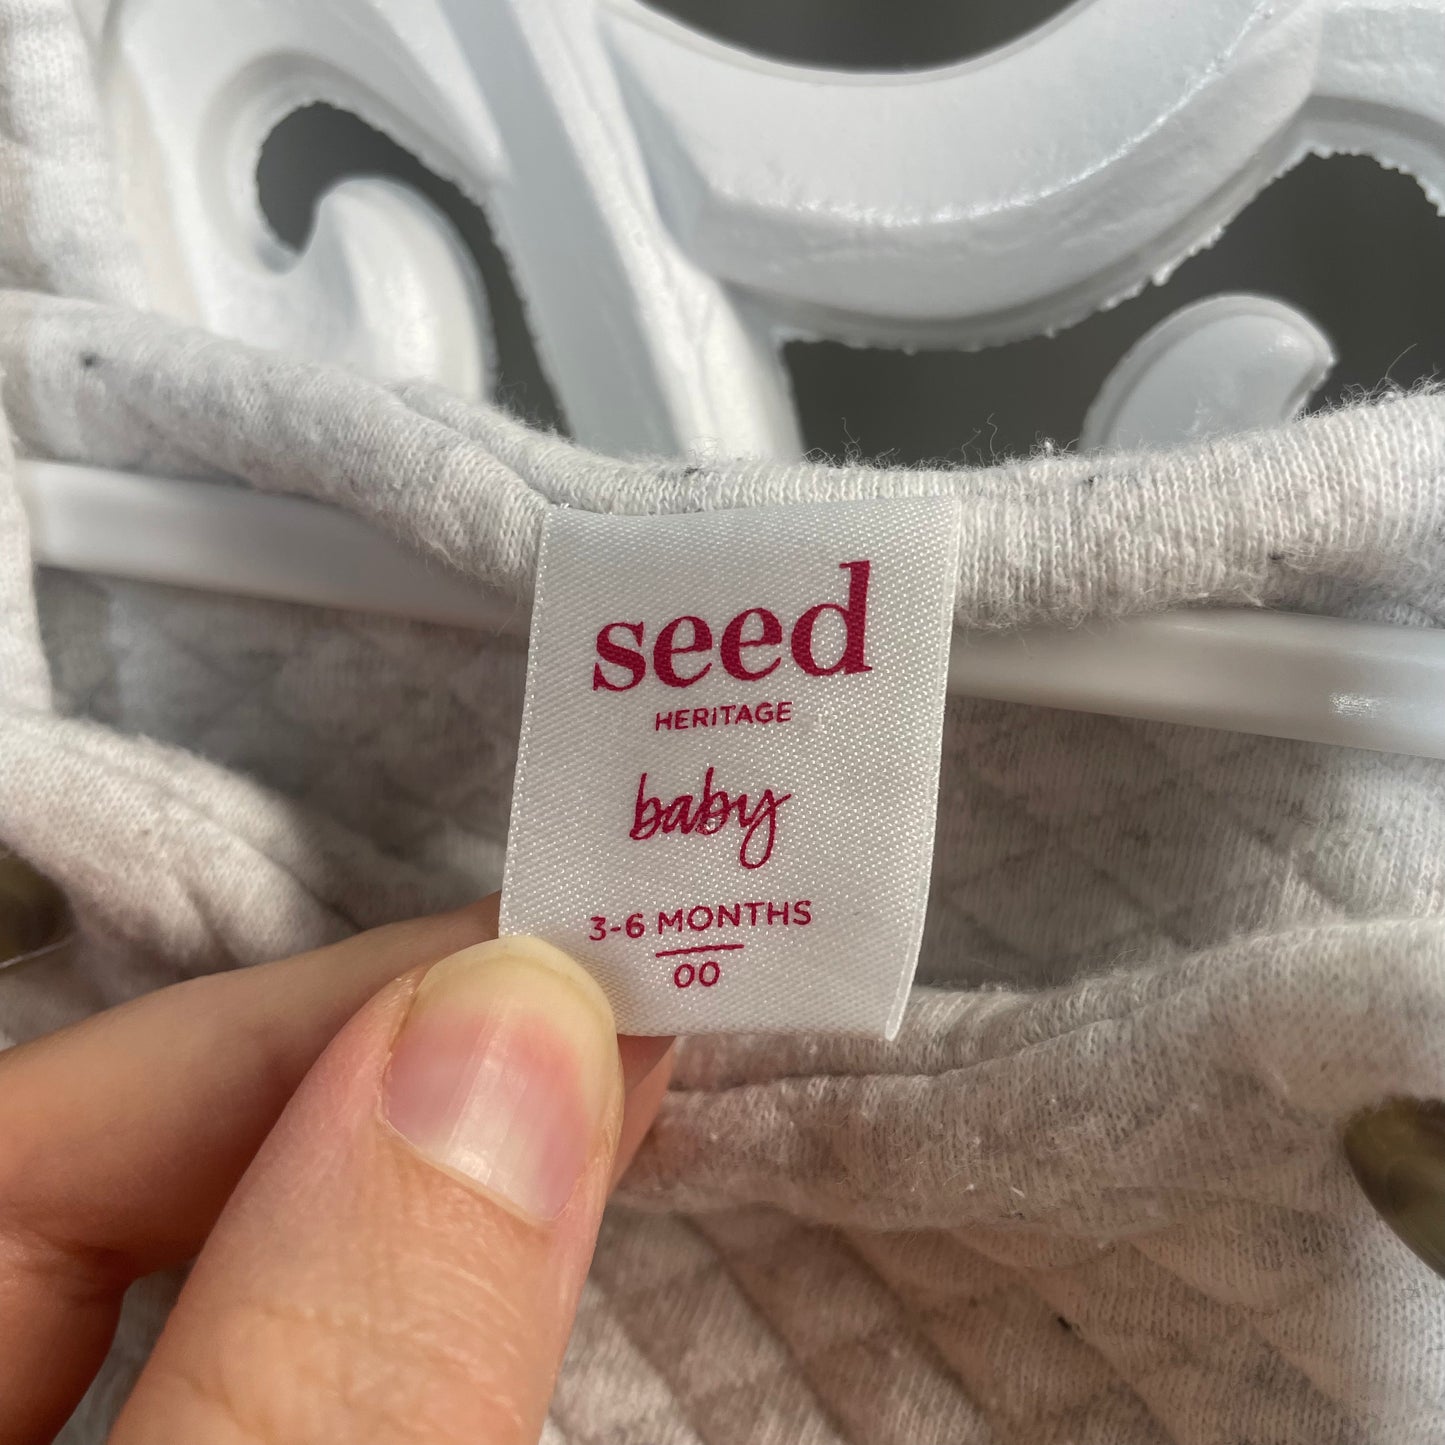 seed
HERITAGE
baby
3-6 MONTHS
00